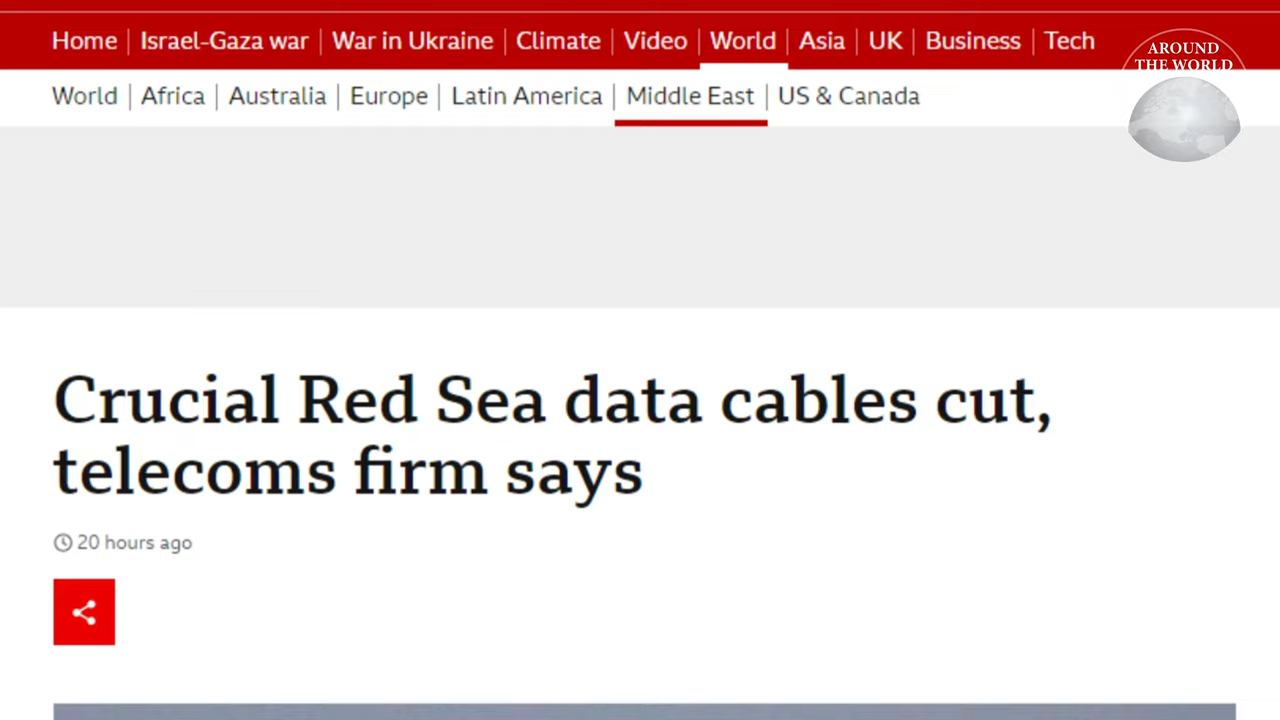 Home Israel-Gaza war War in Ukraine Climate Video World Asia UK Business Tech
AROUND
THE WORLD
World Africa Australia Europe Latin America Middle East US & Canada
Crucial Red Sea data cables cut,
telecoms firm says
20 hours ago